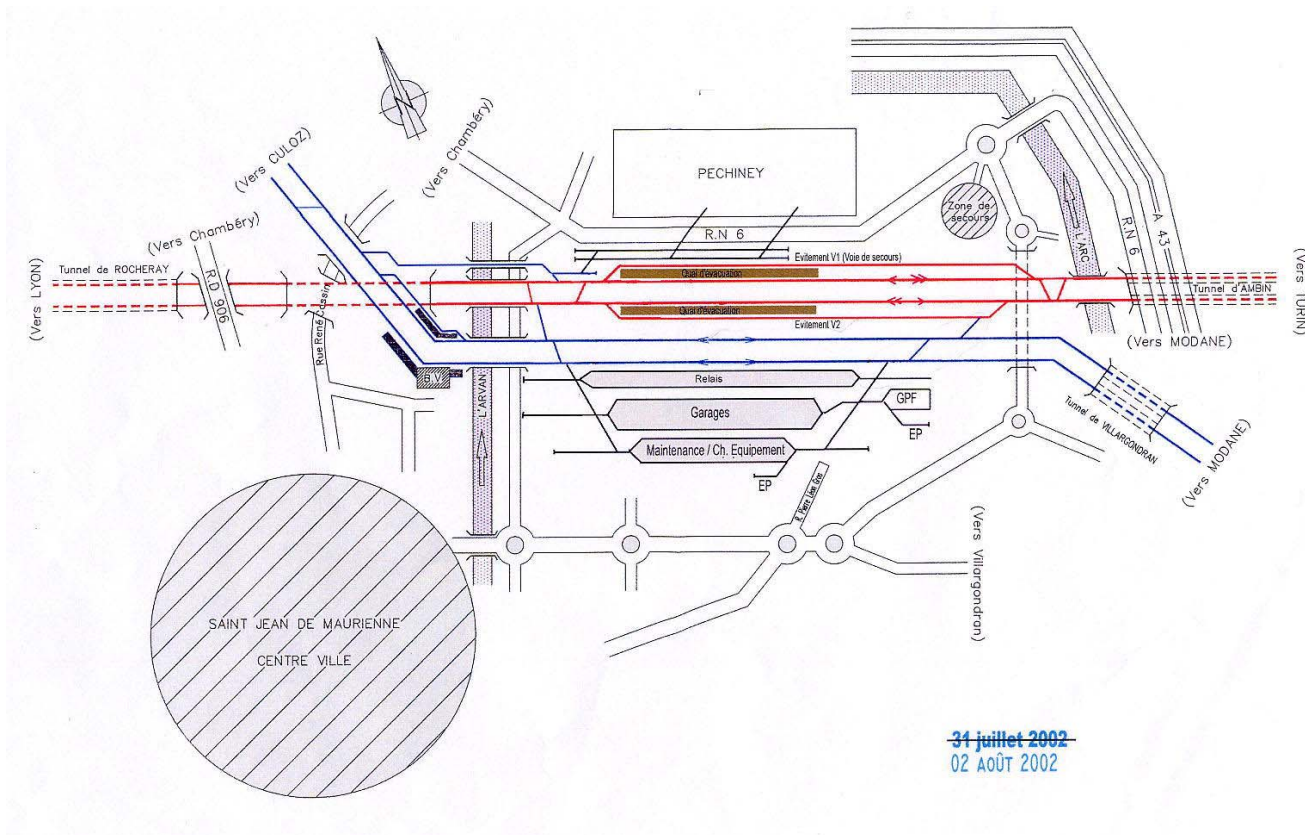 (Vers CULOZ)
(Vers Chambéry)
PECHINEY
Zone de
secours
L'ARC
R.N 6
A 43
(Vers Chambéry)
R.N 6
(Vers LYON)
Tunnel de ROCHERAY
R.D 906
Evitement V1 (Voie de secours)
Quai d'évacuation
Quai d'évacuation
Evitement V2
Tunnel d'AMBIN
(Vers TURIN)
(Vers MODANE)
Rue René Cassin
B.V
L'ARVAN
Relais
Garages
GPF
EP
Maintenance / Ch. Equipement
EP
Tunnel de VILLARGONDRAN
(Vers MODANE)
R. Pierre Léon Gros
(Vers Villargondran)
SAINT JEAN DE MAURIENNE
CENTRE VILLE
31 juillet 2002
02 AOÛT 2002